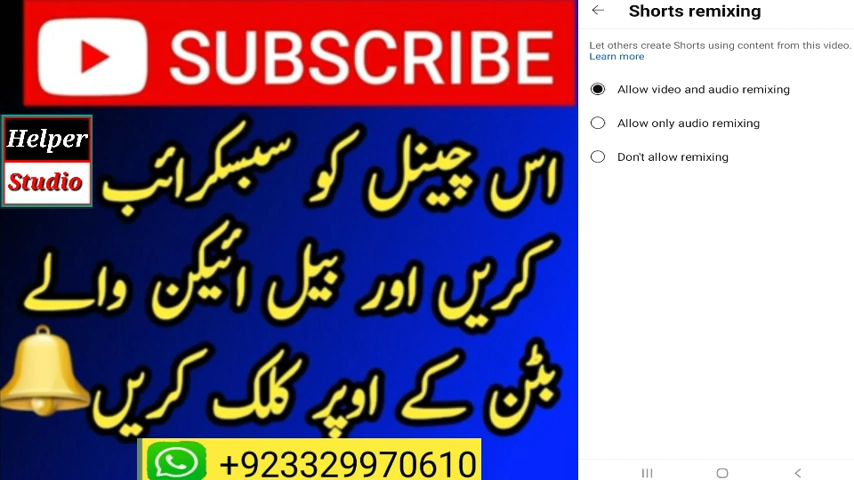 SUBSCRIBE
Helper
Studio
اس چینل کو سبسکرائب
کریں اور بیل ائیکن والے
بٹن کے اوپر کلک کریں
+923329970610
Shorts remixing
Let others create Shorts using content from this video.
Learn more
Allow video and audio remixing
Allow only audio remixing
Don't allow remixing